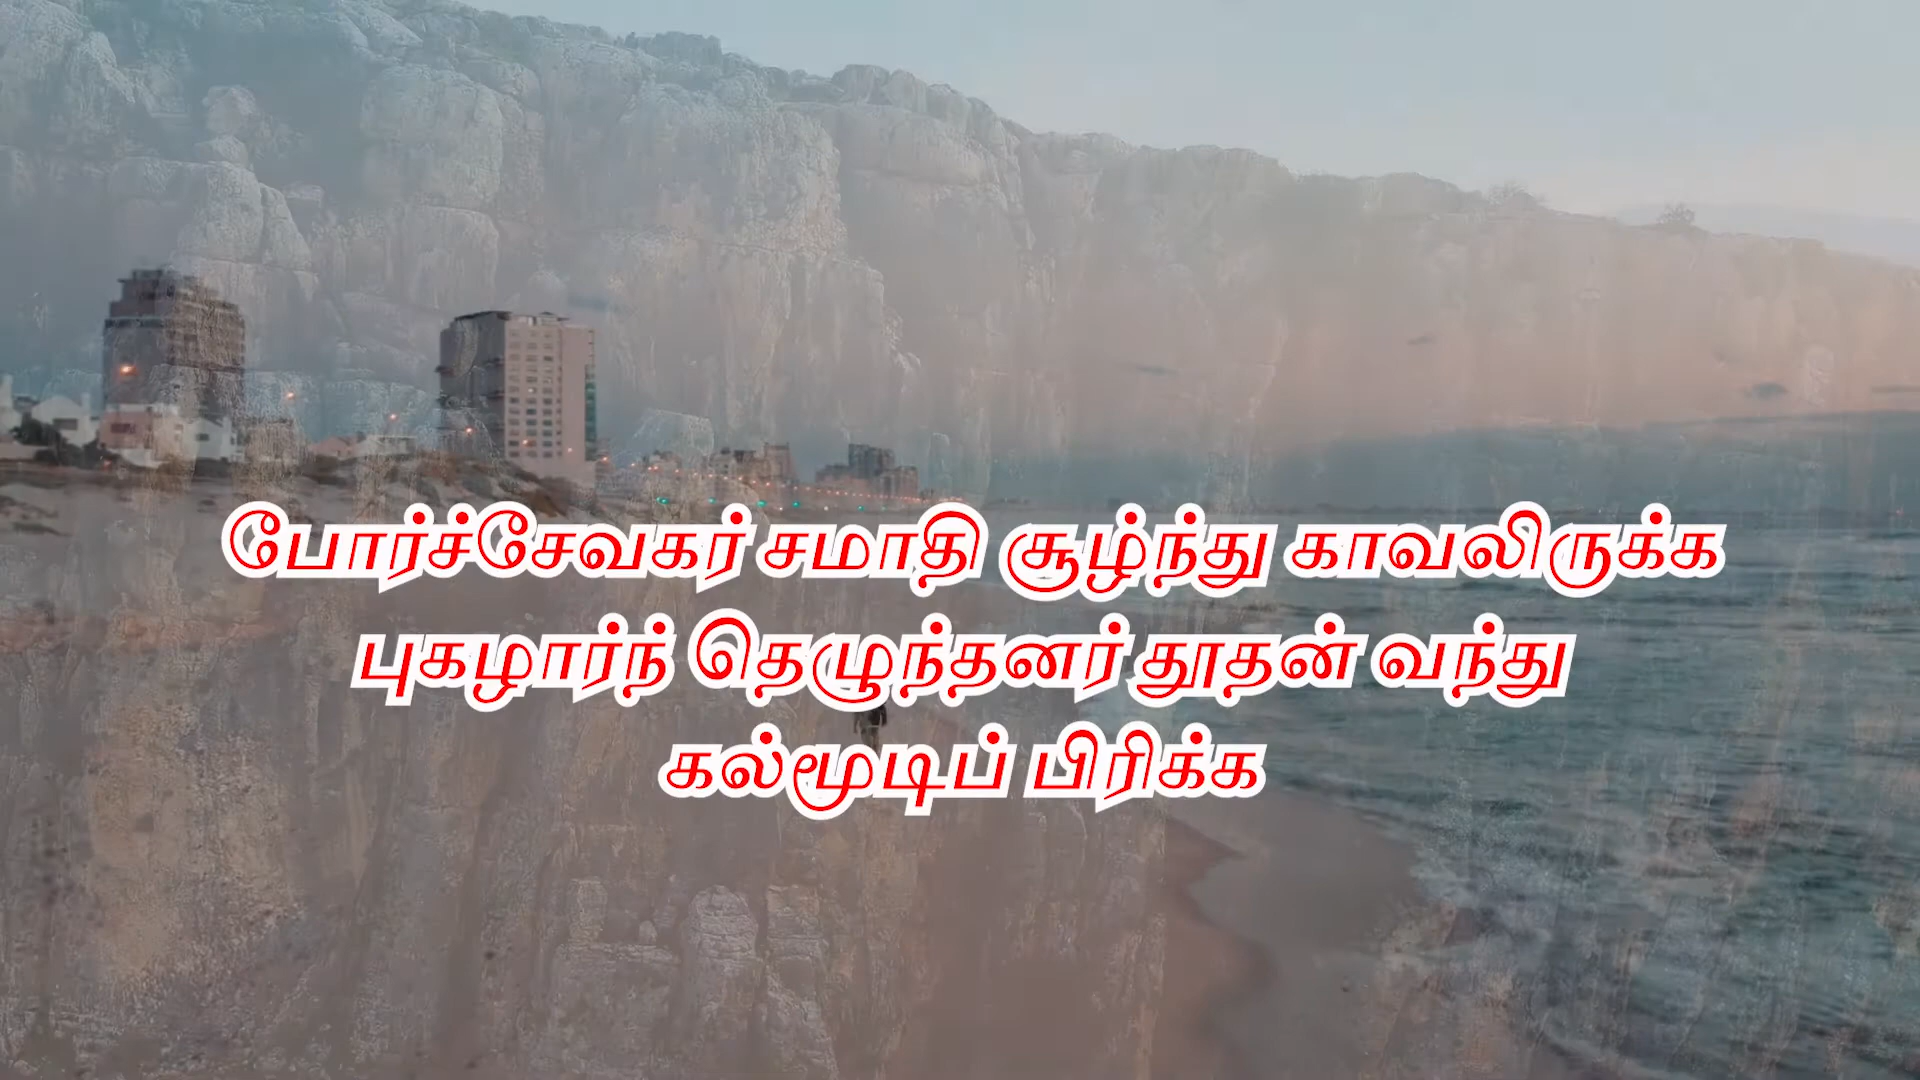 போர்ச்சேவகர் சமாதி சூழ்ந்து காவலிருக்க
புகழார்ந் தெழுந்தனர் தூதன் வந்து
கல்மூடிப் பிரிக்க